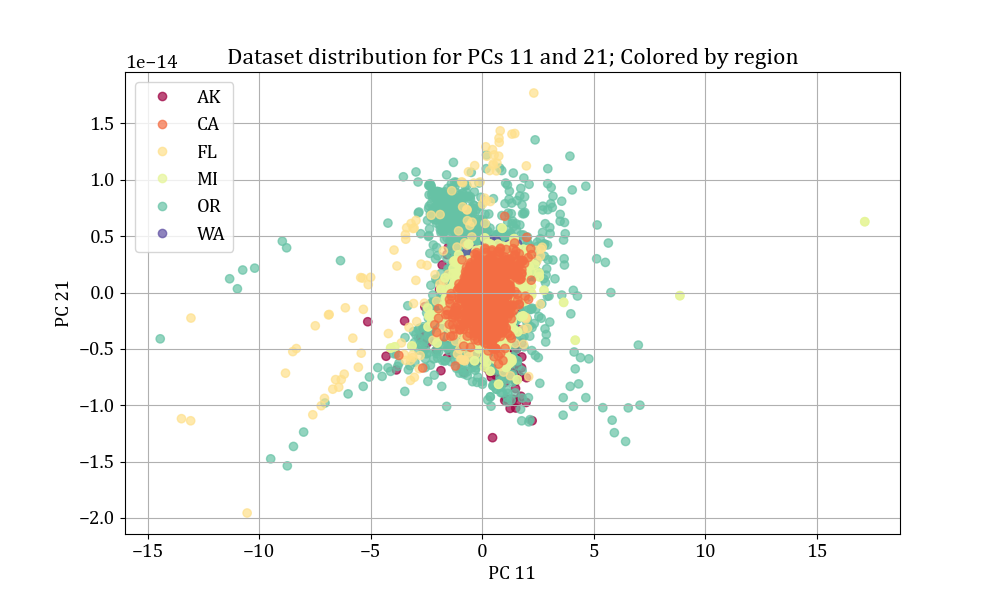 Dataset distribution for PCs 11 and 21; Colored by region
1e−14
AK
CA
FL
MI
OR
WA
1.5
1.0
0.5
0.0
−0.5
−1.0
−1.5
−2.0
PC 21
−15
−10
−5
0
5
10
15
PC 11